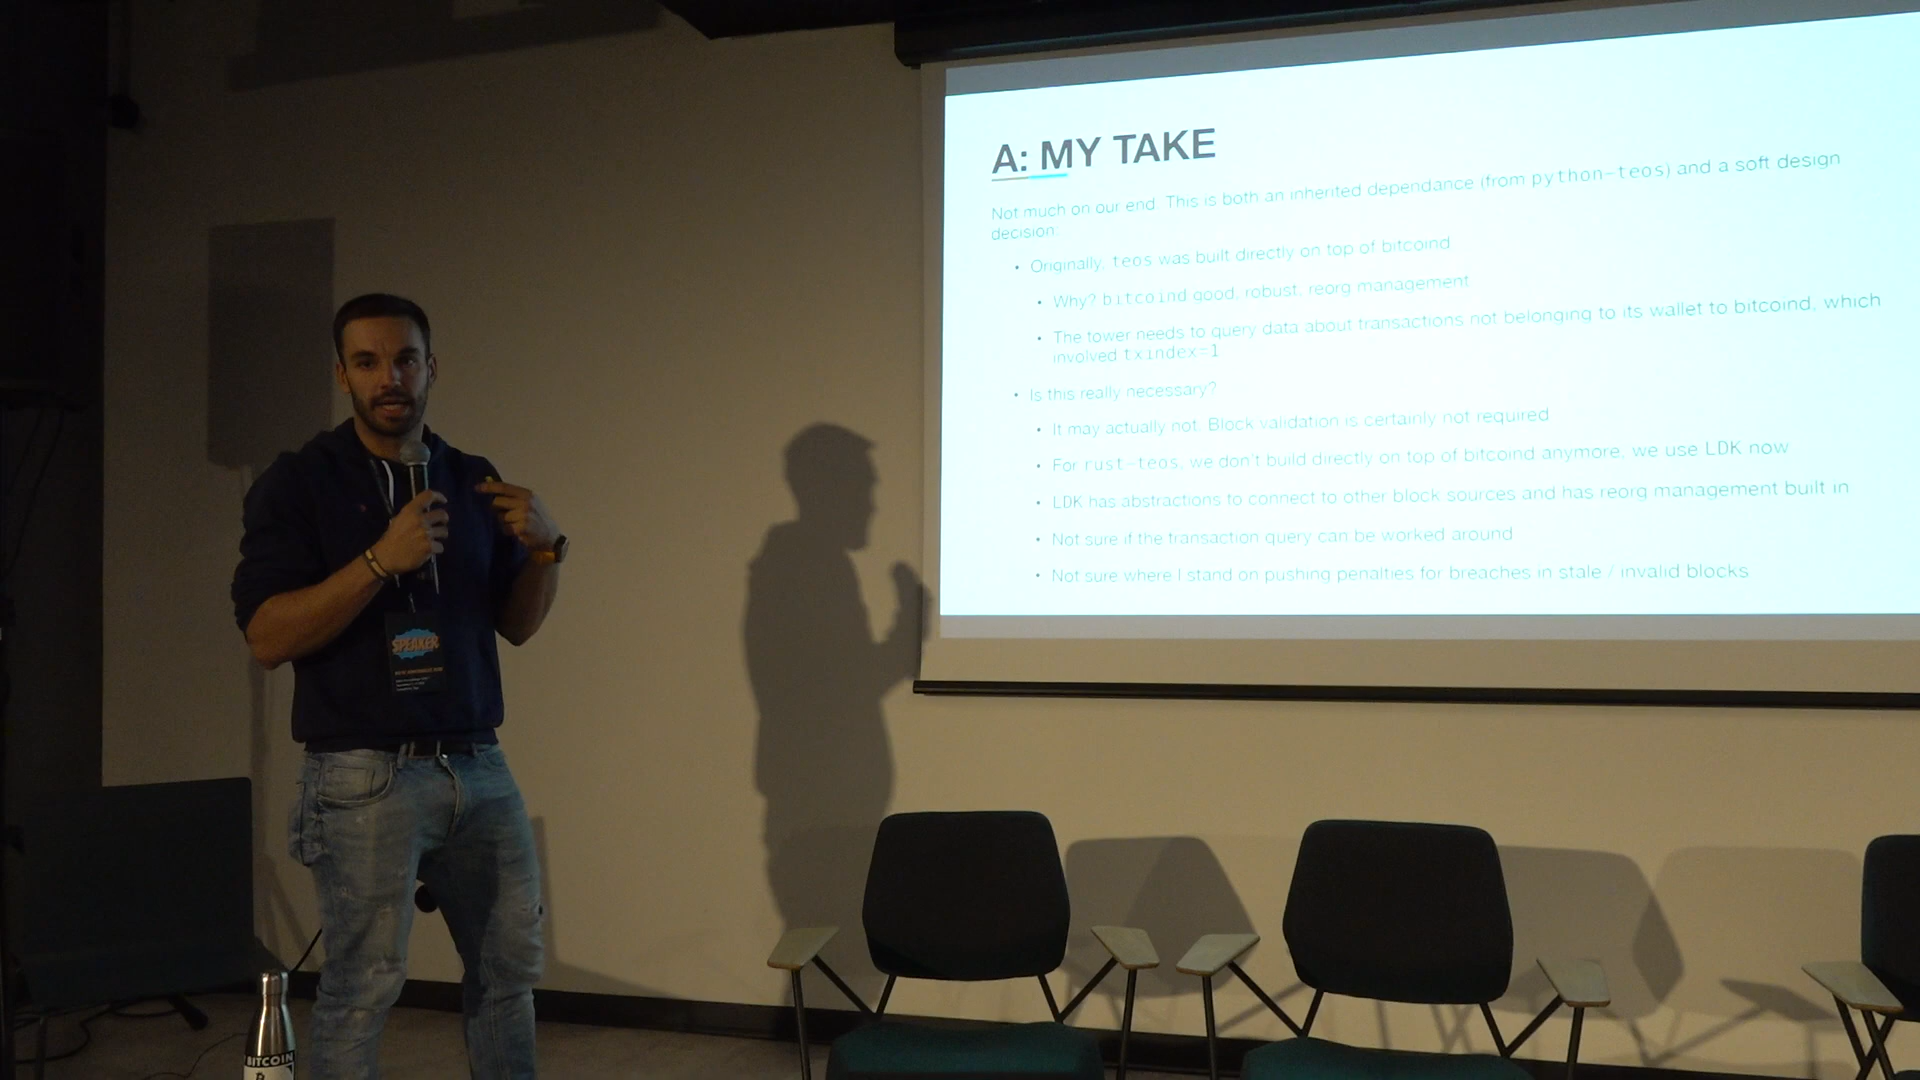 A: MY TAKE
Not much on our end. This is both an inherited dependance (from python-teos) and a soft design
decision:
• Originally, teos was built directly on top of bitcoind
• Why? bitcoind good, robust, reorg management
• The tower needs to query data about transactions not belonging to its wallet to bitcoind, which
involved txindex=1
• Is this really necessary?
• It may actually not. Block validation is certainly not required
• For rust-teos, we don't build directly on top of bitcoind anymore, we use LDK now
• LDK has abstractions to connect to other block sources and has reorg management built in
• Not sure if the transaction query can be worked around
• Not sure where I stand on pushing penalties for breaches in stale / invalid blocks
SPEAKER
BITCOIN